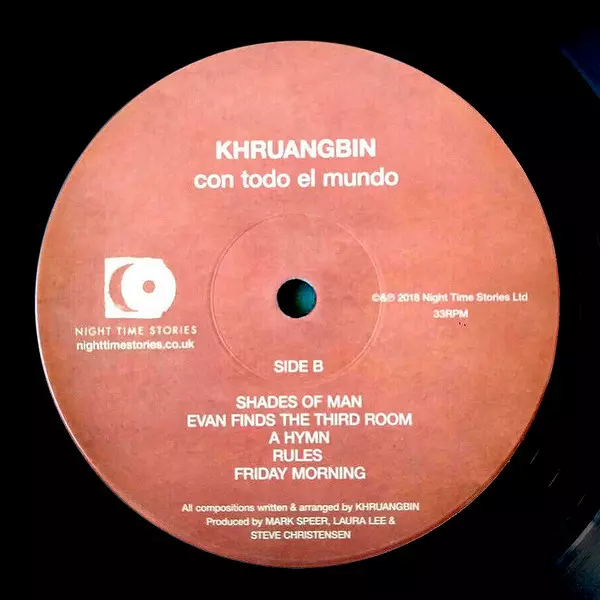 KHRUANGBIN
con todo el mundo
NIGHT TIME STORIES
nighttimestories.co.uk
©&℗ 2018 Night Time Stories Ltd
33RPM
SIDE B
SHADES OF MAN
EVAN FINDS THE THIRD ROOM
A HYMN
RULES
FRIDAY MORNING
All compositions written & arranged by KHRUANGBIN
Produced by MARK SPEER, LAURA LEE &
STEVE CHRISTENSEN